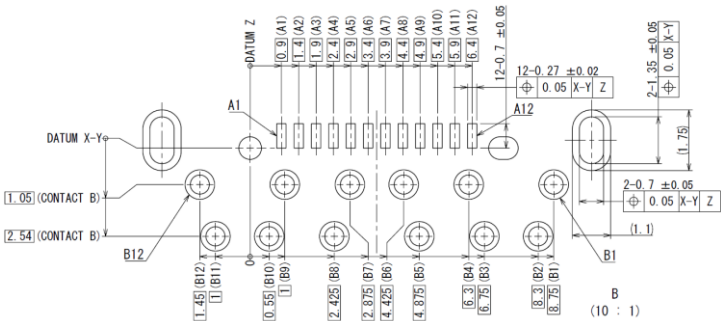 DATUM Z
0.9 (A1)
1.4 (A2)
1.9 (A3)
2.4 (A4)
2.9 (A5)
3.4 (A6)
3.9 (A7)
4.4 (A8)
4.9 (A9)
5.4 (A10)
5.9 (A11)
6.4 (A12)
12-0.7 ±0.05
12-0.27 ±0.02
⌖ 0.05 X-Y Z
2-1.35 ±0.05
⌖ 0.05 X-Y
A1
A12
DATUM X-Y
(1.75)
1.05 (CONTACT B)
2-0.7 ±0.05
⌖ 0.05 X-Y Z
2.54 (CONTACT B)
(1.1)
B12
B1
0
1.45 (B12)
1 (B11)
0.55 (B10)
1 (B9)
2.425 (B8)
2.875 (B7)
4.425 (B6)
4.875 (B5)
6.3 (B4)
6.75 (B3)
8.3 (B2)
8.75 (B1)
B
(10 : 1)